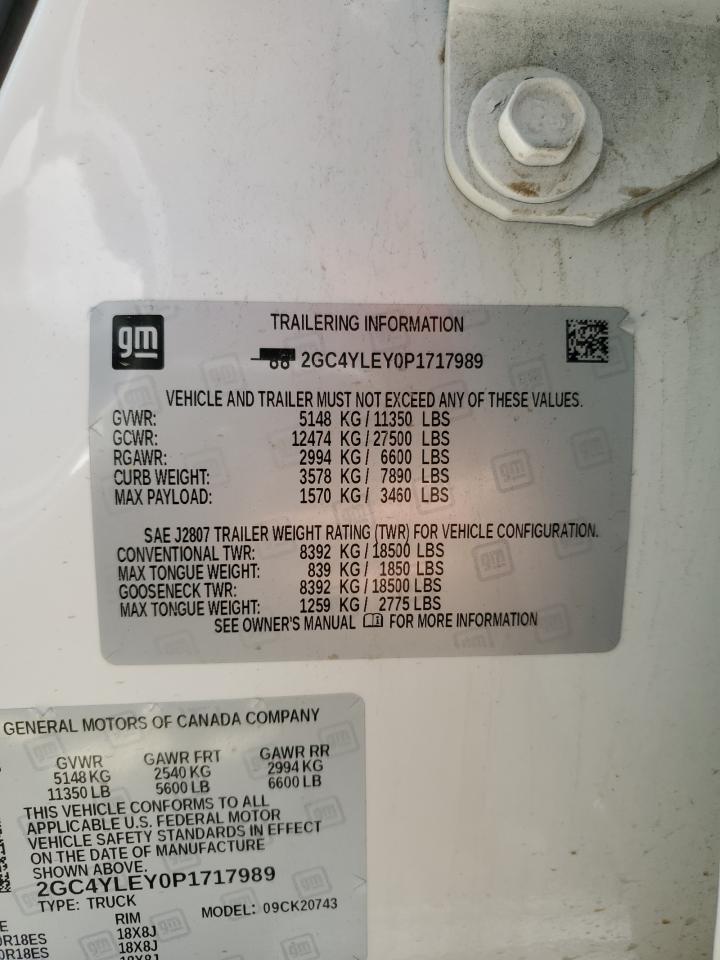 gm
TRAILERING INFORMATION
2GC4YLEY0P1717989
VEHICLE AND TRAILER MUST NOT EXCEED ANY OF THESE VALUES.
GVWR: 5148 KG / 11350 LBS
GCWR: 12474 KG / 27500 LBS
RGAWR: 2994 KG / 6600 LBS
CURB WEIGHT: 3578 KG / 7890 LBS
MAX PAYLOAD: 1570 KG / 3460 LBS
SAE J2807 TRAILER WEIGHT RATING (TWR) FOR VEHICLE CONFIGURATION.
CONVENTIONAL TWR: 8392 KG / 18500 LBS
MAX TONGUE WEIGHT: 839 KG / 1850 LBS
GOOSENECK TWR: 8392 KG / 18500 LBS
MAX TONGUE WEIGHT: 1259 KG / 2775 LBS
SEE OWNER'S MANUAL FOR MORE INFORMATION
GENERAL MOTORS OF CANADA COMPANY
GVWR GAWR FRT GAWR RR
5148 KG 2540 KG 2994 KG
11350 LB 5600 LB 6600 LB
THIS VEHICLE CONFORMS TO ALL
APPLICABLE U.S. FEDERAL MOTOR
VEHICLE SAFETY STANDARDS IN EFFECT
ON THE DATE OF MANUFACTURE
SHOWN ABOVE.
2GC4YLEY0P1717989
TYPE: TRUCK MODEL: 09CK20743
RIM
0R18ES 18X8J
0R18ES 18X8J
18X8J